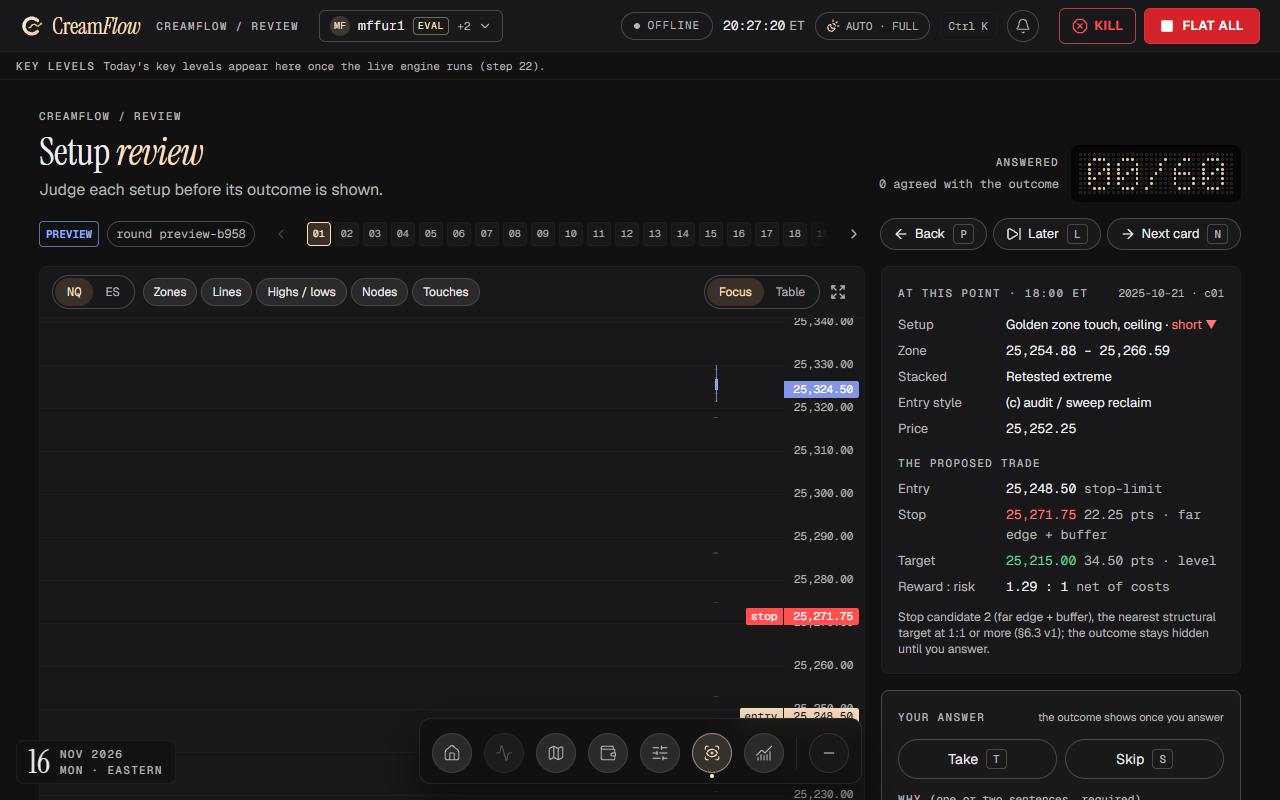 CreamFlow CREAMFLOW / REVIEW MF mffur1 EVAL +2 OFFLINE 20:27:20 ET AUTO · FULL Ctrl K KILL FLAT ALL
KEY LEVELS Today's key levels appear here once the live engine runs (step 22).
CREAMFLOW / REVIEW
Setup review
Judge each setup before its outcome is shown.
ANSWERED
0 agreed with the outcome
00/60
PREVIEW round preview-b958 01 02 03 04 05 06 07 08 09 10 11 12 13 14 15 16 17 18
Back P Later L Next card N
NQ ES Zones Lines Highs / lows Nodes Touches Focus Table
25,340.00
25,330.00
25,324.50
25,320.00
25,310.00
25,300.00
25,290.00
25,280.00
stop 25,271.75
25,260.00
entry 25,248.50
25,230.00
AT THIS POINT · 18:00 ET 2025-10-21 · c01
Setup Golden zone touch, ceiling · short ▼
Zone 25,254.88 – 25,266.59
Stacked Retested extreme
Entry style (c) audit / sweep reclaim
Price 25,252.25
THE PROPOSED TRADE
Entry 25,248.50 stop-limit
Stop 25,271.75 22.25 pts · far
edge + buffer
Target 25,215.00 34.50 pts · level
Reward : risk 1.29 : 1 net of costs
Stop candidate 2 (far edge + buffer), the nearest structural
target at 1:1 or more (§6.3 v1); the outcome stays hidden
until you answer.
YOUR ANSWER the outcome shows once you answer
Take T Skip S
WHY (one or two sentences, required)
16 NOV 2026
MON · EASTERN